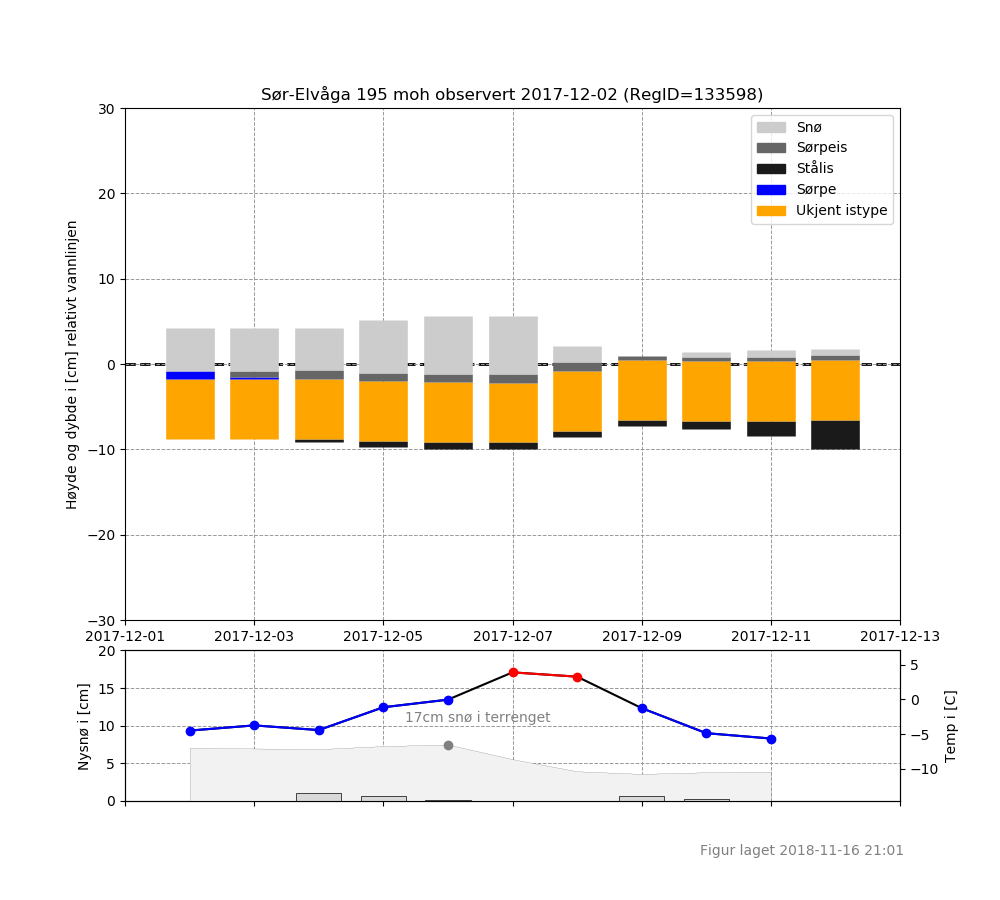 Sør-Elvåga 195 moh observert 2017-12-02 (RegID=133598)
Høyde og dybde i [cm] relativt vannlinjen
30
20
10
0
−10
−20
−30
Snø
Sørpeis
Stålis
Sørpe
Ukjent istype
2017-12-01 2017-12-03 2017-12-05 2017-12-07 2017-12-09 2017-12-11 2017-12-13
Nysnø i [cm]
20
15
10
5
0
17cm snø i terrenget
5
0
−5
−10
Temp i [C]
Figur laget 2018-11-16 21:01